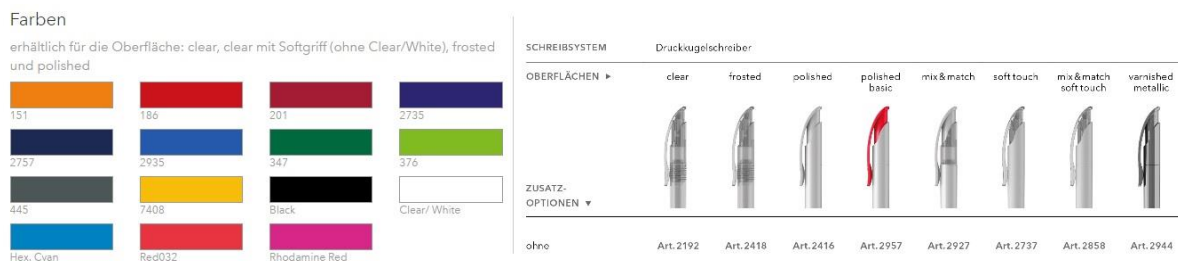 Farben
erhältlich für die Oberfläche: clear, clear mit Softgriff (ohne Clear/White), frosted
und polished
151 186 201 2735
2757 2935 347 376
445 7408 Black Clear/ White
Hex. Cyan Red032 Rhodamine Red
SCHREIBSYSTEM Druckkugelschreiber
OBERFLÄCHEN ▶ clear frosted polished polished mix&match soft touch mix&match varnished
basic soft touch metallic
ZUSATZ-
OPTIONEN ▼
ohne Art. 2192 Art. 2418 Art. 2416 Art. 2957 Art. 2927 Art. 2737 Art. 2858 Art. 2944